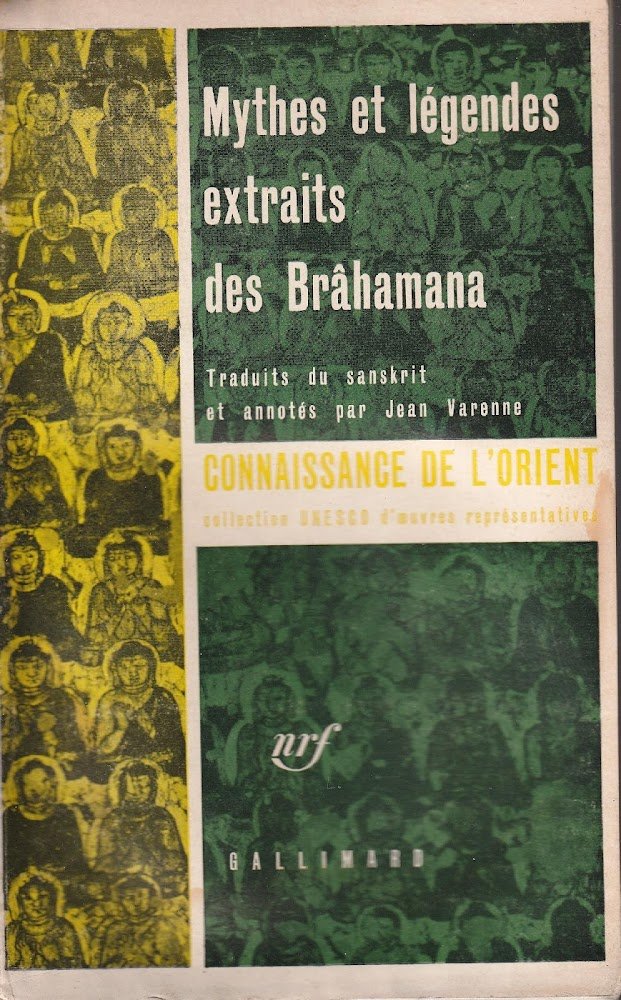 Mythes et légendes
extraits
des Brâhamana
Traduits du sanskrit
et annotés par Jean Varenne
CONNAISSANCE DE L'ORIENT
collection UNESCO d'œuvres représentatives
nrf
GALLIMARD